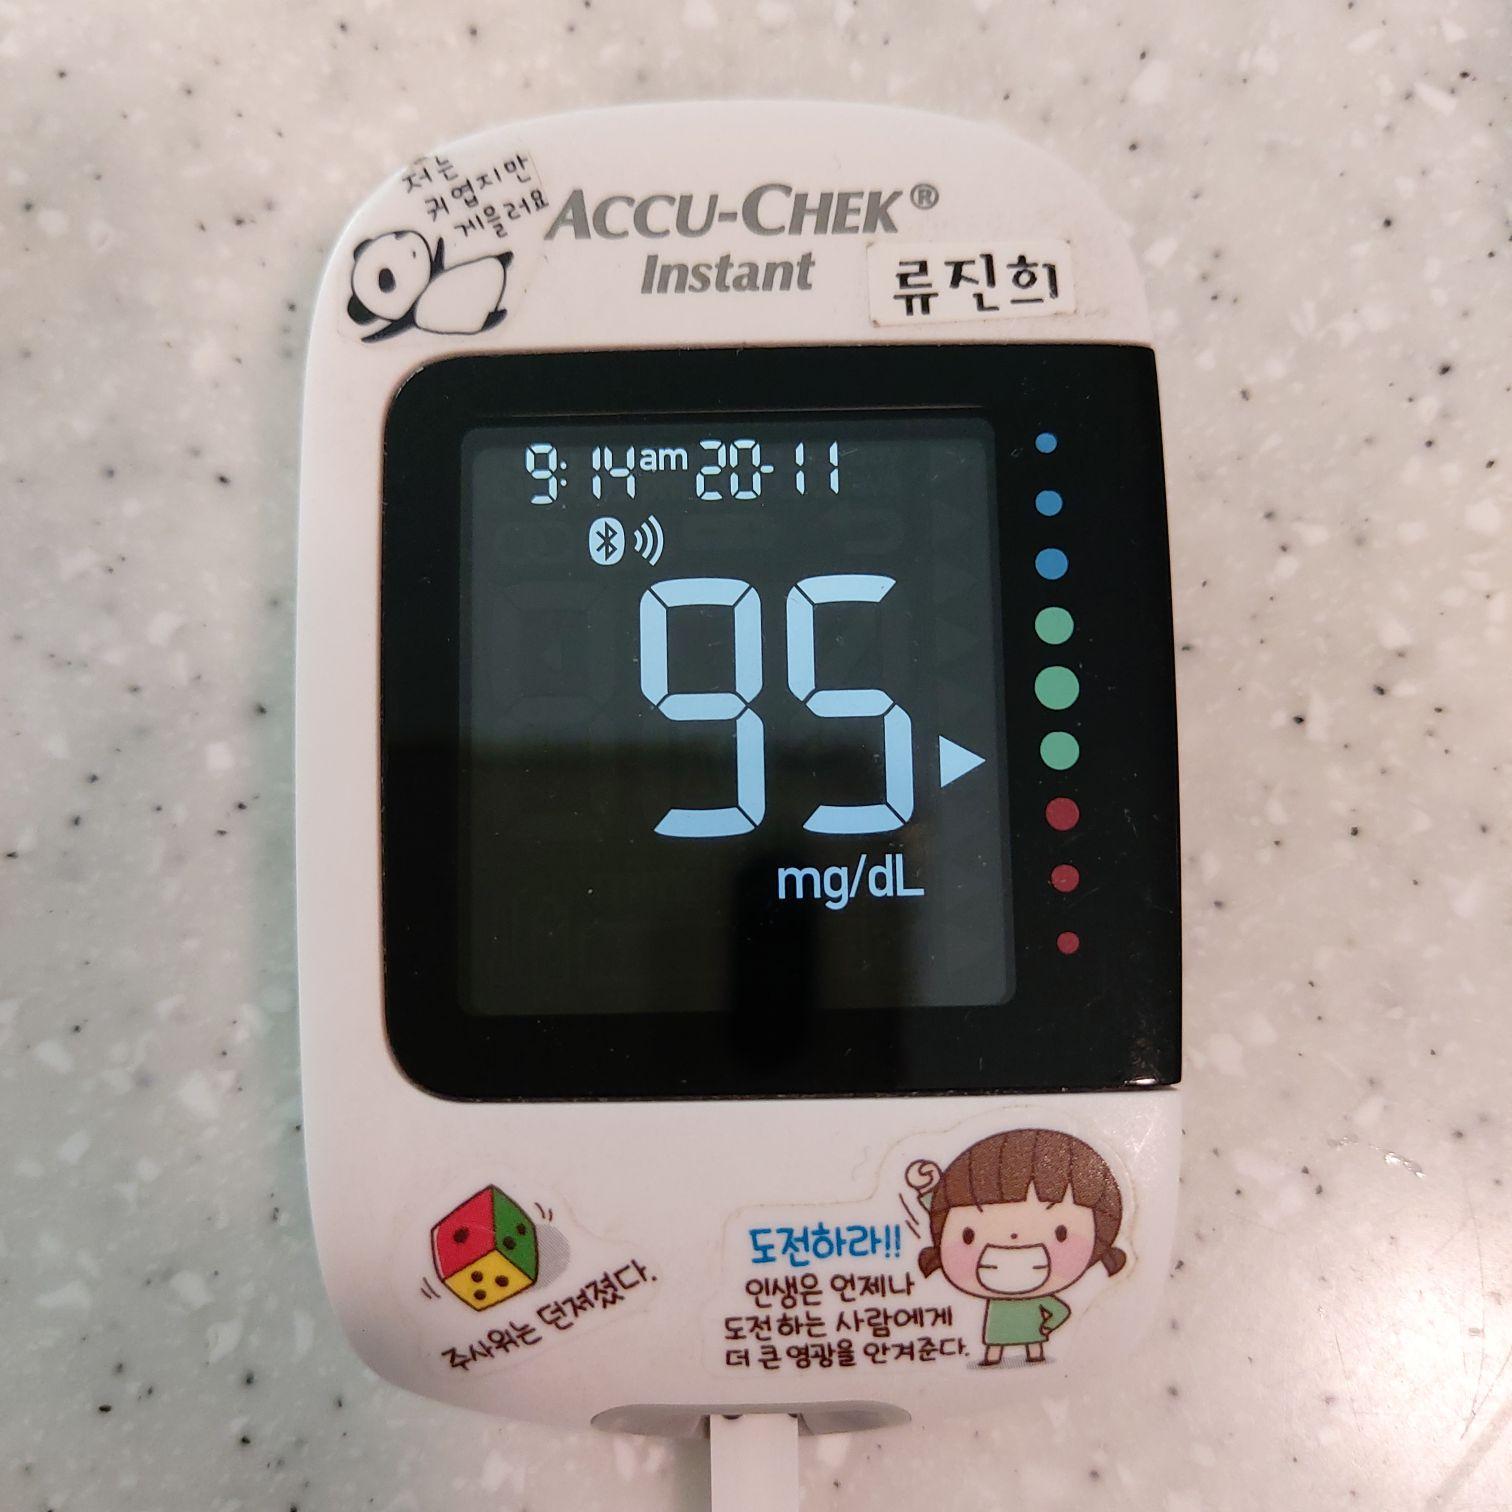 저는
귀엽지만
게을러요
ACCU-CHEK®
Instant
류진희
9:14am 20-11
95
mg/dL
주사위는 던져졌다.
도전하라!!
인생은 언제나
도전하는 사람에게
더 큰 영광을 안겨준다.